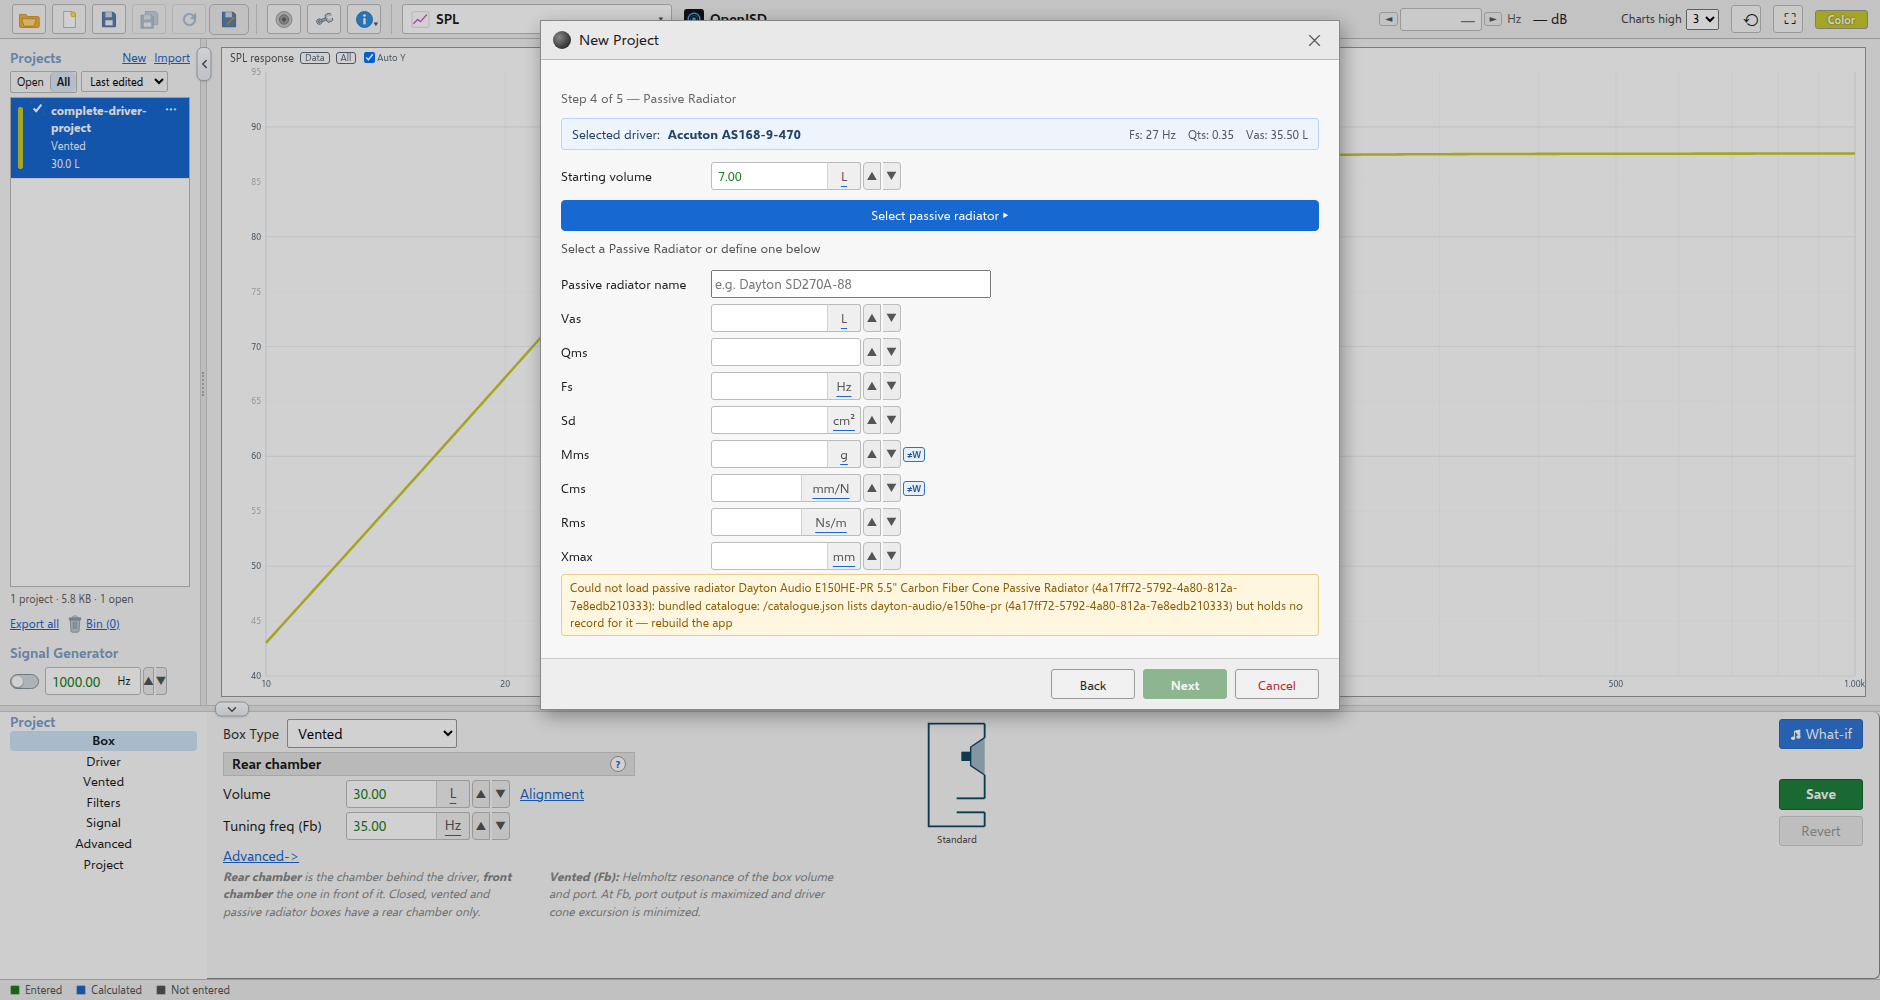 SPL
OpenISD
— Hz — dB
Charts high 3
Color
Projects New Import
Open All Last edited
complete-driver-project
Vented
30.0 L
1 project · 5.8 KB · 1 open
Export all Bin (0)
Signal Generator
1000.00 Hz
SPL response Data All Auto Y
95
90
85
80
75
70
65
60
55
50
45
40
10
20
500
1.00k
New Project
Step 4 of 5 — Passive Radiator
Selected driver: Accuton AS168-9-470 Fs: 27 Hz Qts: 0.35 Vas: 35.50 L
Starting volume 7.00 L
Select passive radiator
Select a Passive Radiator or define one below
Passive radiator name e.g. Dayton SD270A-88
Vas L
Qms
Fs Hz
Sd cm²
Mms g ≠W
Cms mm/N ≠W
Rms Ns/m
Xmax mm
Could not load passive radiator Dayton Audio E150HE-PR 5.5" Carbon Fiber Cone Passive Radiator (4a17ff72-5792-4a80-812a-
7e8edb210333): bundled catalogue: /catalogue.json lists dayton-audio/e150he-pr (4a17ff72-5792-4a80-812a-7e8edb210333) but holds no
record for it — rebuild the app
Back Next Cancel
Project
Box
Driver
Vented
Filters
Signal
Advanced
Project
Box Type Vented
Rear chamber ?
Volume 30.00 L Alignment
Tuning freq (Fb) 35.00 Hz
Advanced->
Rear chamber is the chamber behind the driver, front
chamber the one in front of it. Closed, vented and
passive radiator boxes have a rear chamber only.
Vented (Fb): Helmholtz resonance of the box volume
and port. At Fb, port output is maximized and driver
cone excursion is minimized.
Standard
What-if
Save
Revert
Entered Calculated Not entered